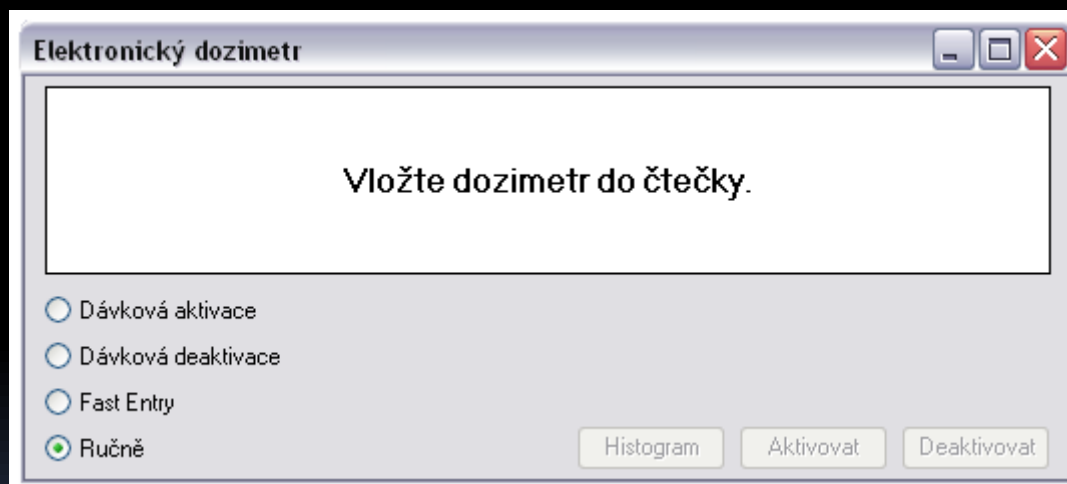 Elektronický dozimetr
Vložte dozimetr do čtečky.
Dávková aktivace
Dávková deaktivace
Fast Entry
Ručně
Histogram
Aktivovat
Deaktivovat